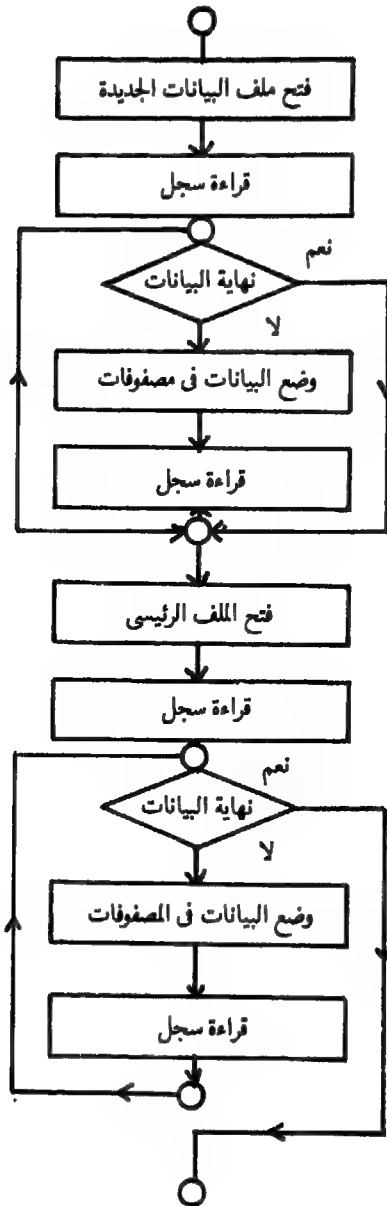 فتح ملف البيانات الجديدة
قراءة سجل
نعم
نهاية البيانات
لا
وضع البيانات فى مصفوفات
قراءة سجل
فتح الملف الرئيسى
قراءة سجل
نعم
نهاية البيانات
لا
وضع البيانات فى المصفوفات
قراءة سجل